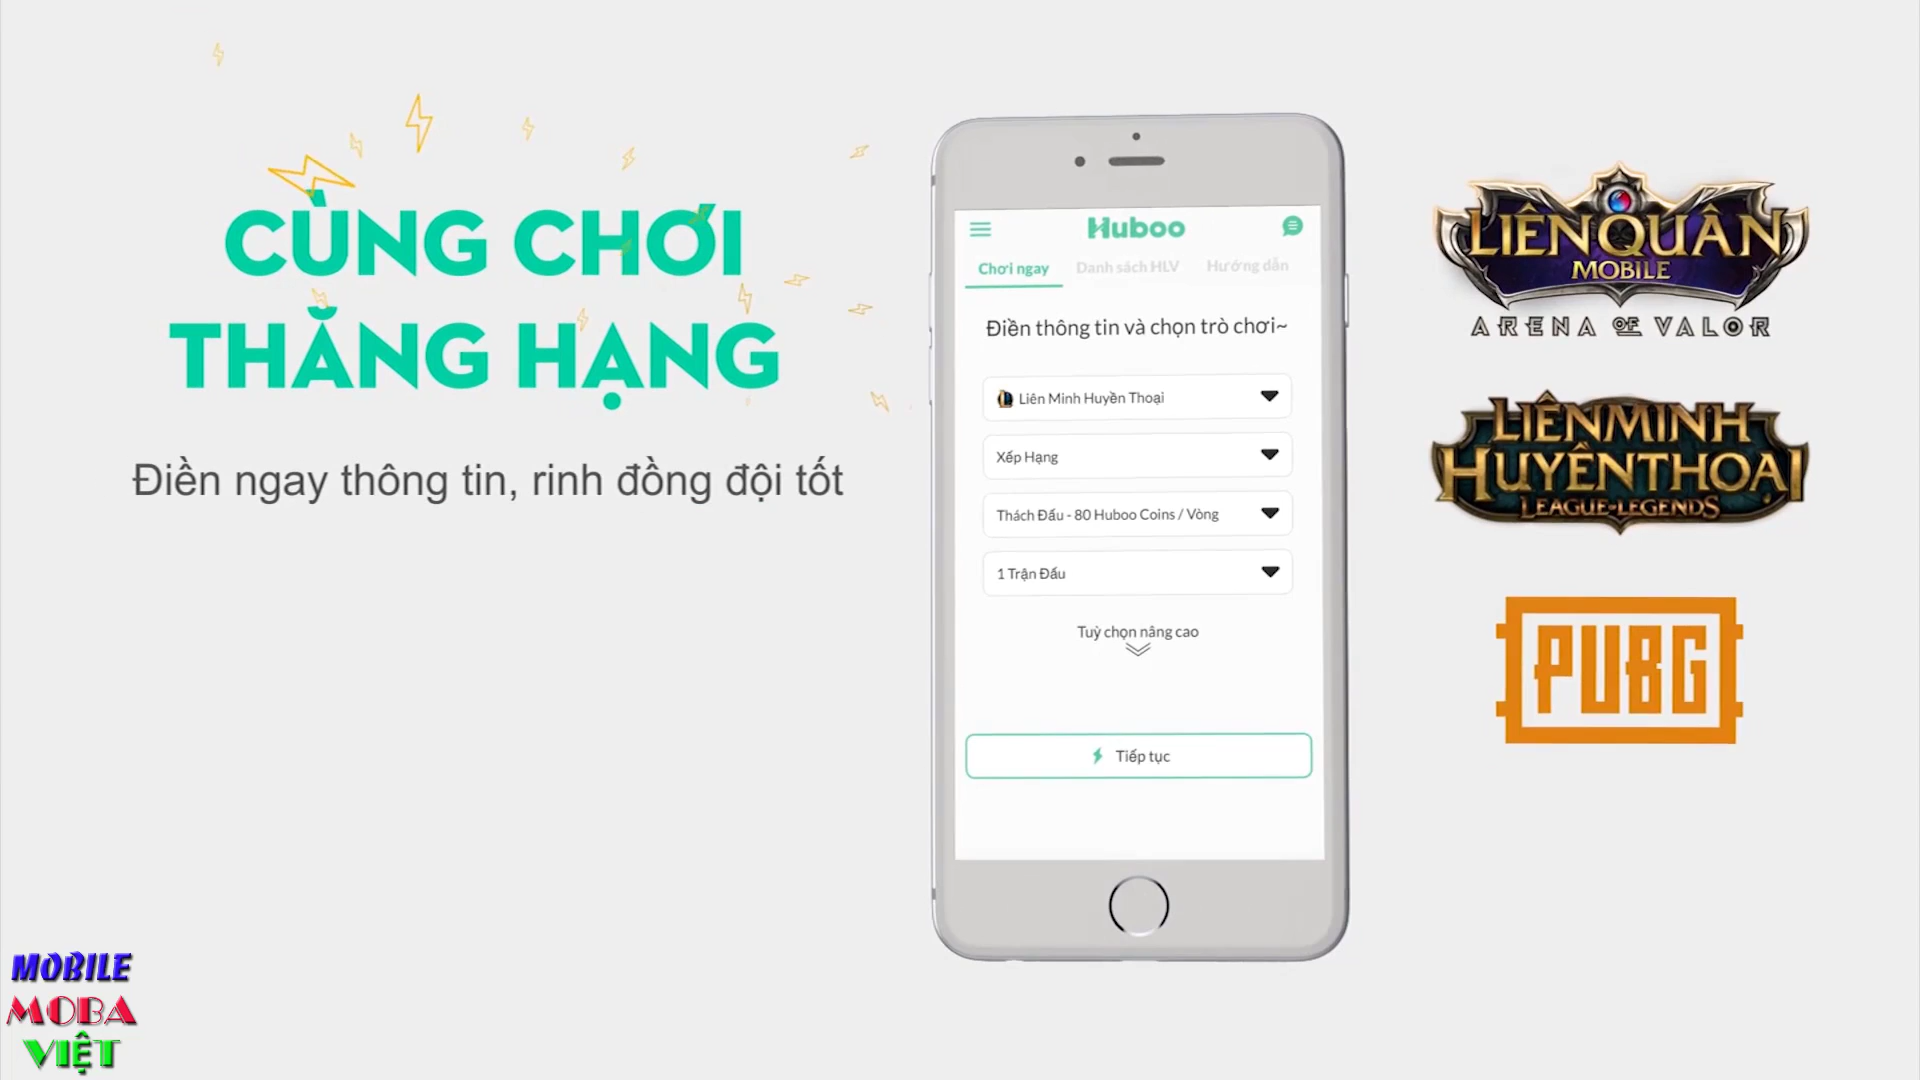 CÙNG CHƠI
THĂNG HẠNG
Điền ngay thông tin, rinh đồng đội tốt
Huboo
Chơi ngay Danh sách HLV Hướng dẫn
Điền thông tin và chọn trò chơi~
Liên Minh Huyền Thoại
Xếp Hạng
Thách Đấu - 80 Huboo Coins / Vòng
1 Trận Đấu
Tuỳ chọn nâng cao
Tiếp tục
LIÊN QUÂN
MOBILE
ARENA OF VALOR
LIÊN MINH
HUYỀN THOẠI
LEAGUE OF LEGENDS
PUBG
MOBILE
MOBA
VIỆT